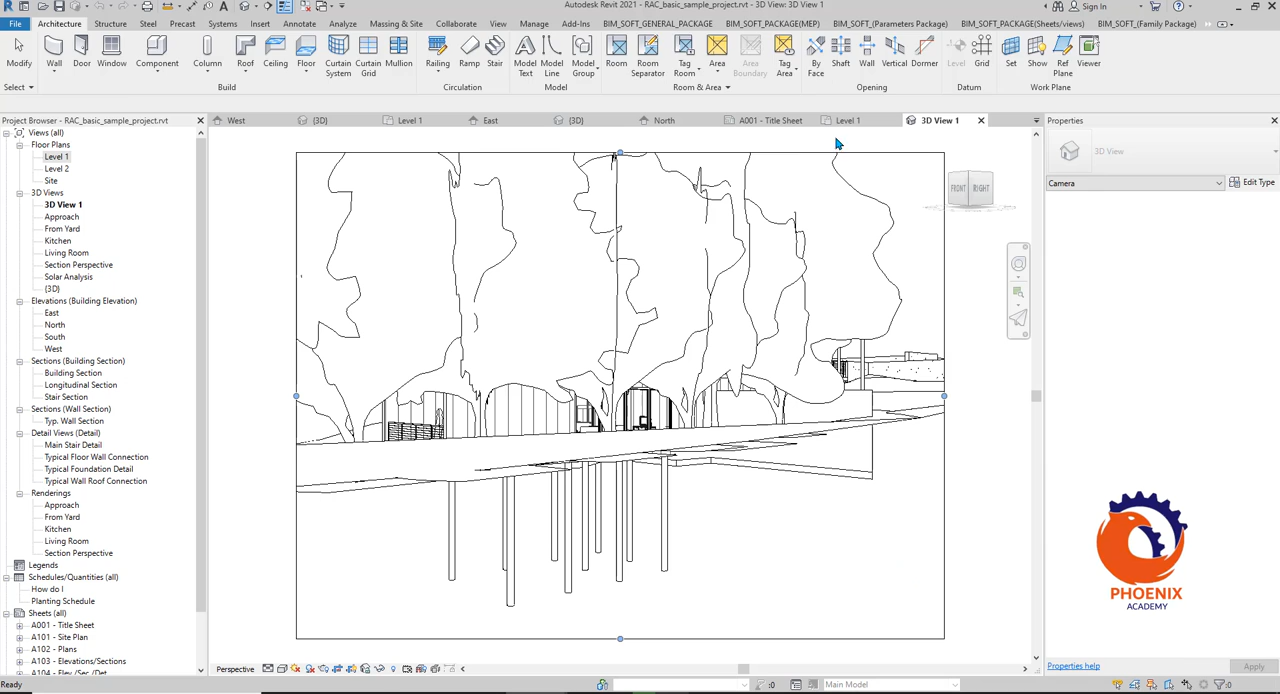 Autodesk Revit 2021 - RAC_basic_sample_project.rvt - 3D View: 3D View 1
Sign In
File Architecture Structure Steel Precast Systems Insert Annotate Analyze Massing & Site Collaborate View Manage Add-Ins BIM_SOFT_GENERAL_PACKAGE BIM_SOFT_PACKAGE(MEP) BIM_SOFT_(Parameters Package) BIM_SOFT_PACKAGE(Sheets/views) BIM_SOFT_(Family Package)
Modify Wall Door Window Component Column Roof Ceiling Floor Curtain System Curtain Grid Mullion Railing Ramp Stair Model Text Model Line Model Group Room Room Separator Tag Room Area Area Boundary Tag Area By Face Shaft Wall Vertical Dormer Level Grid Set Show Ref Plane Viewer
Select Build Circulation Model Room & Area Opening Datum Work Plane
Project Browser - RAC_basic_sample_project.rvt
West {3D} Level 1 East {3D} North A001 - Title Sheet Level 1 3D View 1
Properties
3D View
Camera
Edit Type
FRONT RIGHT
Views (all)
Floor Plans
Level 1
Level 2
Site
3D Views
3D View 1
Approach
From Yard
Kitchen
Living Room
Section Perspective
Solar Analysis
{3D}
Elevations (Building Elevation)
East
North
South
West
Sections (Building Section)
Building Section
Longitudinal Section
Stair Section
Sections (Wall Section)
Typ. Wall Section
Detail Views (Detail)
Main Stair Detail
Typical Floor Wall Connection
Typical Foundation Detail
Typical Wall Roof Connection
Renderings
Approach
From Yard
Kitchen
Living Room
Section Perspective
Legends
Schedules/Quantities (all)
How do I
Planting Schedule
Sheets (all)
A001 - Title Sheet
A101 - Site Plan
A102 - Plans
A103 - Elevations/Sections
A104 - Elev./Sec./Det.
PHOENIX
ACADEMY
Perspective
Properties help
Apply
Ready
:0
Main Model
:0